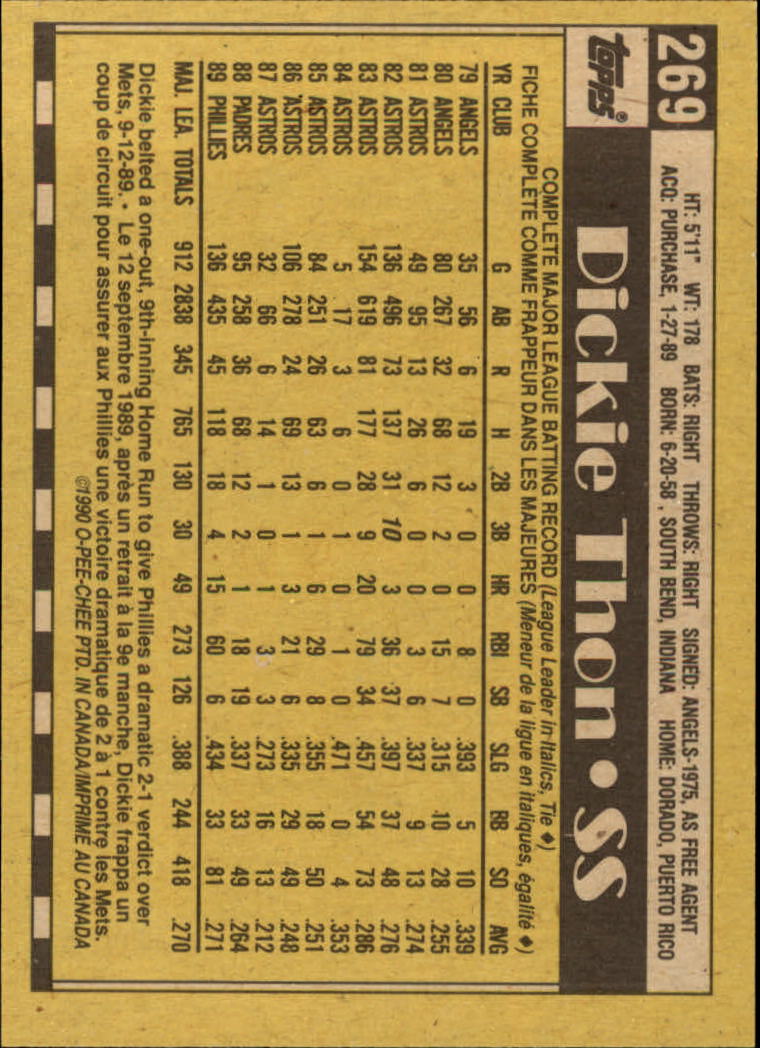 269
HT: 5'11" WT: 178 BATS: RIGHT THROWS: RIGHT SIGNED: ANGELS-1975, AS FREE AGENT
ACQ: PURCHASE, 1-27-89 BORN: 6-20-58, SOUTH BEND, INDIANA HOME: DORADO, PUERTO RICO
topps®
Dickie Thon • SS
COMPLETE MAJOR LEAGUE BATTING RECORD (League Leader in Italics, Tie ♦)
FICHE COMPLÈTE COMME FRAPPEUR DANS LES MAJEURES (Meneur de la ligue en italiques, égalité ♦)
YR CLUB G AB R H 2B 3B HR RBI SB SLG BB SO AVG
79 ANGELS 35 56 6 19 3 0 0 8 0 .393 5 10 .339
80 ANGELS 80 267 32 68 12 2 0 15 7 .315 10 28 .255
81 ASTROS 49 95 13 26 6 0 0 3 6 .337 9 13 .274
82 ASTROS 136 496 73 137 31 10 3 36 37 .397 37 48 .276
83 ASTROS 154 619 81 177 28 9 20 79 34 .457 54 73 .286
84 ASTROS 5 17 3 6 0 1 0 1 0 .471 0 4 .353
85 ASTROS 84 251 26 63 6 1 6 29 8 .355 18 50 .251
86 ASTROS 106 278 24 69 13 1 3 21 6 .335 29 49 .248
87 ASTROS 32 66 6 14 1 0 1 3 3 .273 16 13 .212
88 PADRES 95 258 36 68 12 2 1 18 19 .337 33 49 .264
89 PHILLIES 136 435 45 118 18 4 15 60 6 .434 33 81 .271
MAJ. LEA. TOTALS 912 2838 345 765 130 30 49 273 126 .388 244 418 .270
Dickie belted a one-out, 9th-inning Home Run to give Phillies a dramatic 2-1 verdict over
Mets, 9-12-89. • Le 12 septembre 1989, après un retrait à la 9e manche, Dickie frappa un
coup de circuit pour assurer aux Phillies une victoire dramatique de 2 à 1 contre les Mets.
©1990 O-PEE-CHEE PTD. IN CANADA/IMPRIMÉ AU CANADA